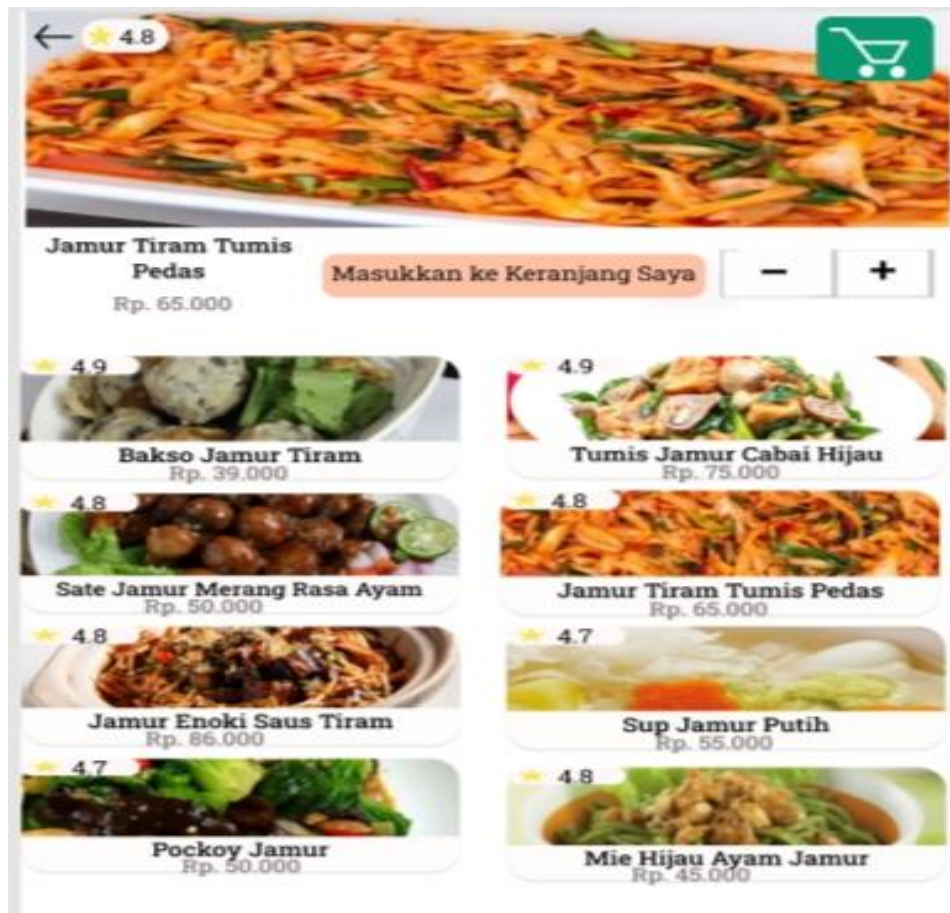 4.8
Jamur Tiram Tumis
Pedas
Rp. 65.000
Masukkan ke Keranjang Saya
−
+
4.9
Bakso Jamur Tiram
Rp. 39.000
4.9
Tumis Jamur Cabai Hijau
Rp. 75.000
4.8
Sate Jamur Merang Rasa Ayam
Rp. 50.000
4.8
Jamur Tiram Tumis Pedas
Rp. 65.000
4.8
Jamur Enoki Saus Tiram
Rp. 86.000
4.7
Sup Jamur Putih
Rp. 55.000
4.7
Pockoy Jamur
Rp. 50.000
4.8
Mie Hijau Ayam Jamur
Rp. 45.000